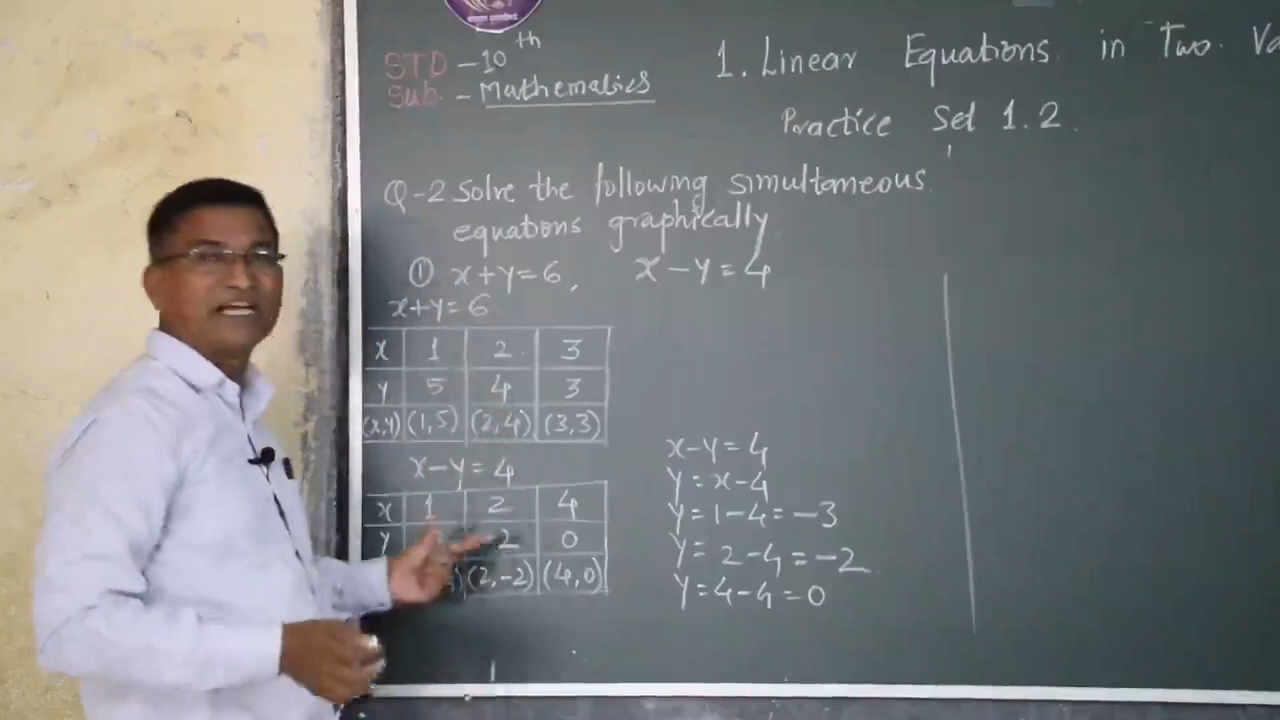 STD - 10th
Sub. - Mathematics
1. Linear Equations in Two Va
Practice Set 1.2.
Q-2 Solve the following simultaneous
equations graphically
① x+y=6, x-y=4
x+y=6
x 1 2 3
y 5 4 3
(x,y) (1,5) (2,4) (3,3)
x-y=4
x 1 2 4
y -2 0
(2,-2) (4,0)
x-y=4
y=x-4
y=1-4=-3
y=2-4=-2
y=4-4=0